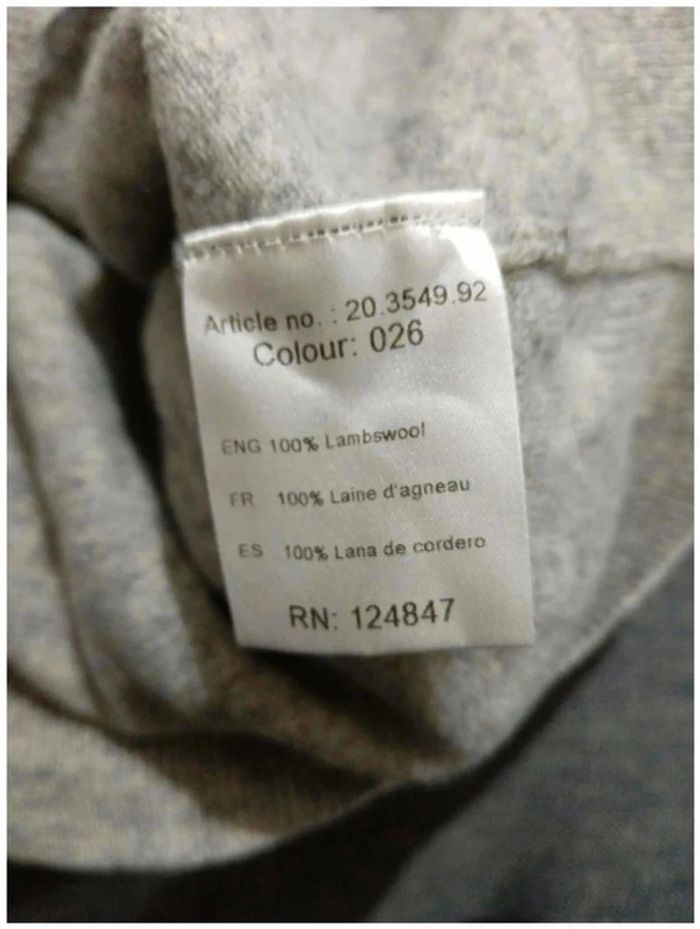 Article no. : 20.3549.92
Colour: 026
ENG 100% Lambswool
FR 100% Laine d'agneau
ES 100% Lana de cordero
RN: 124847